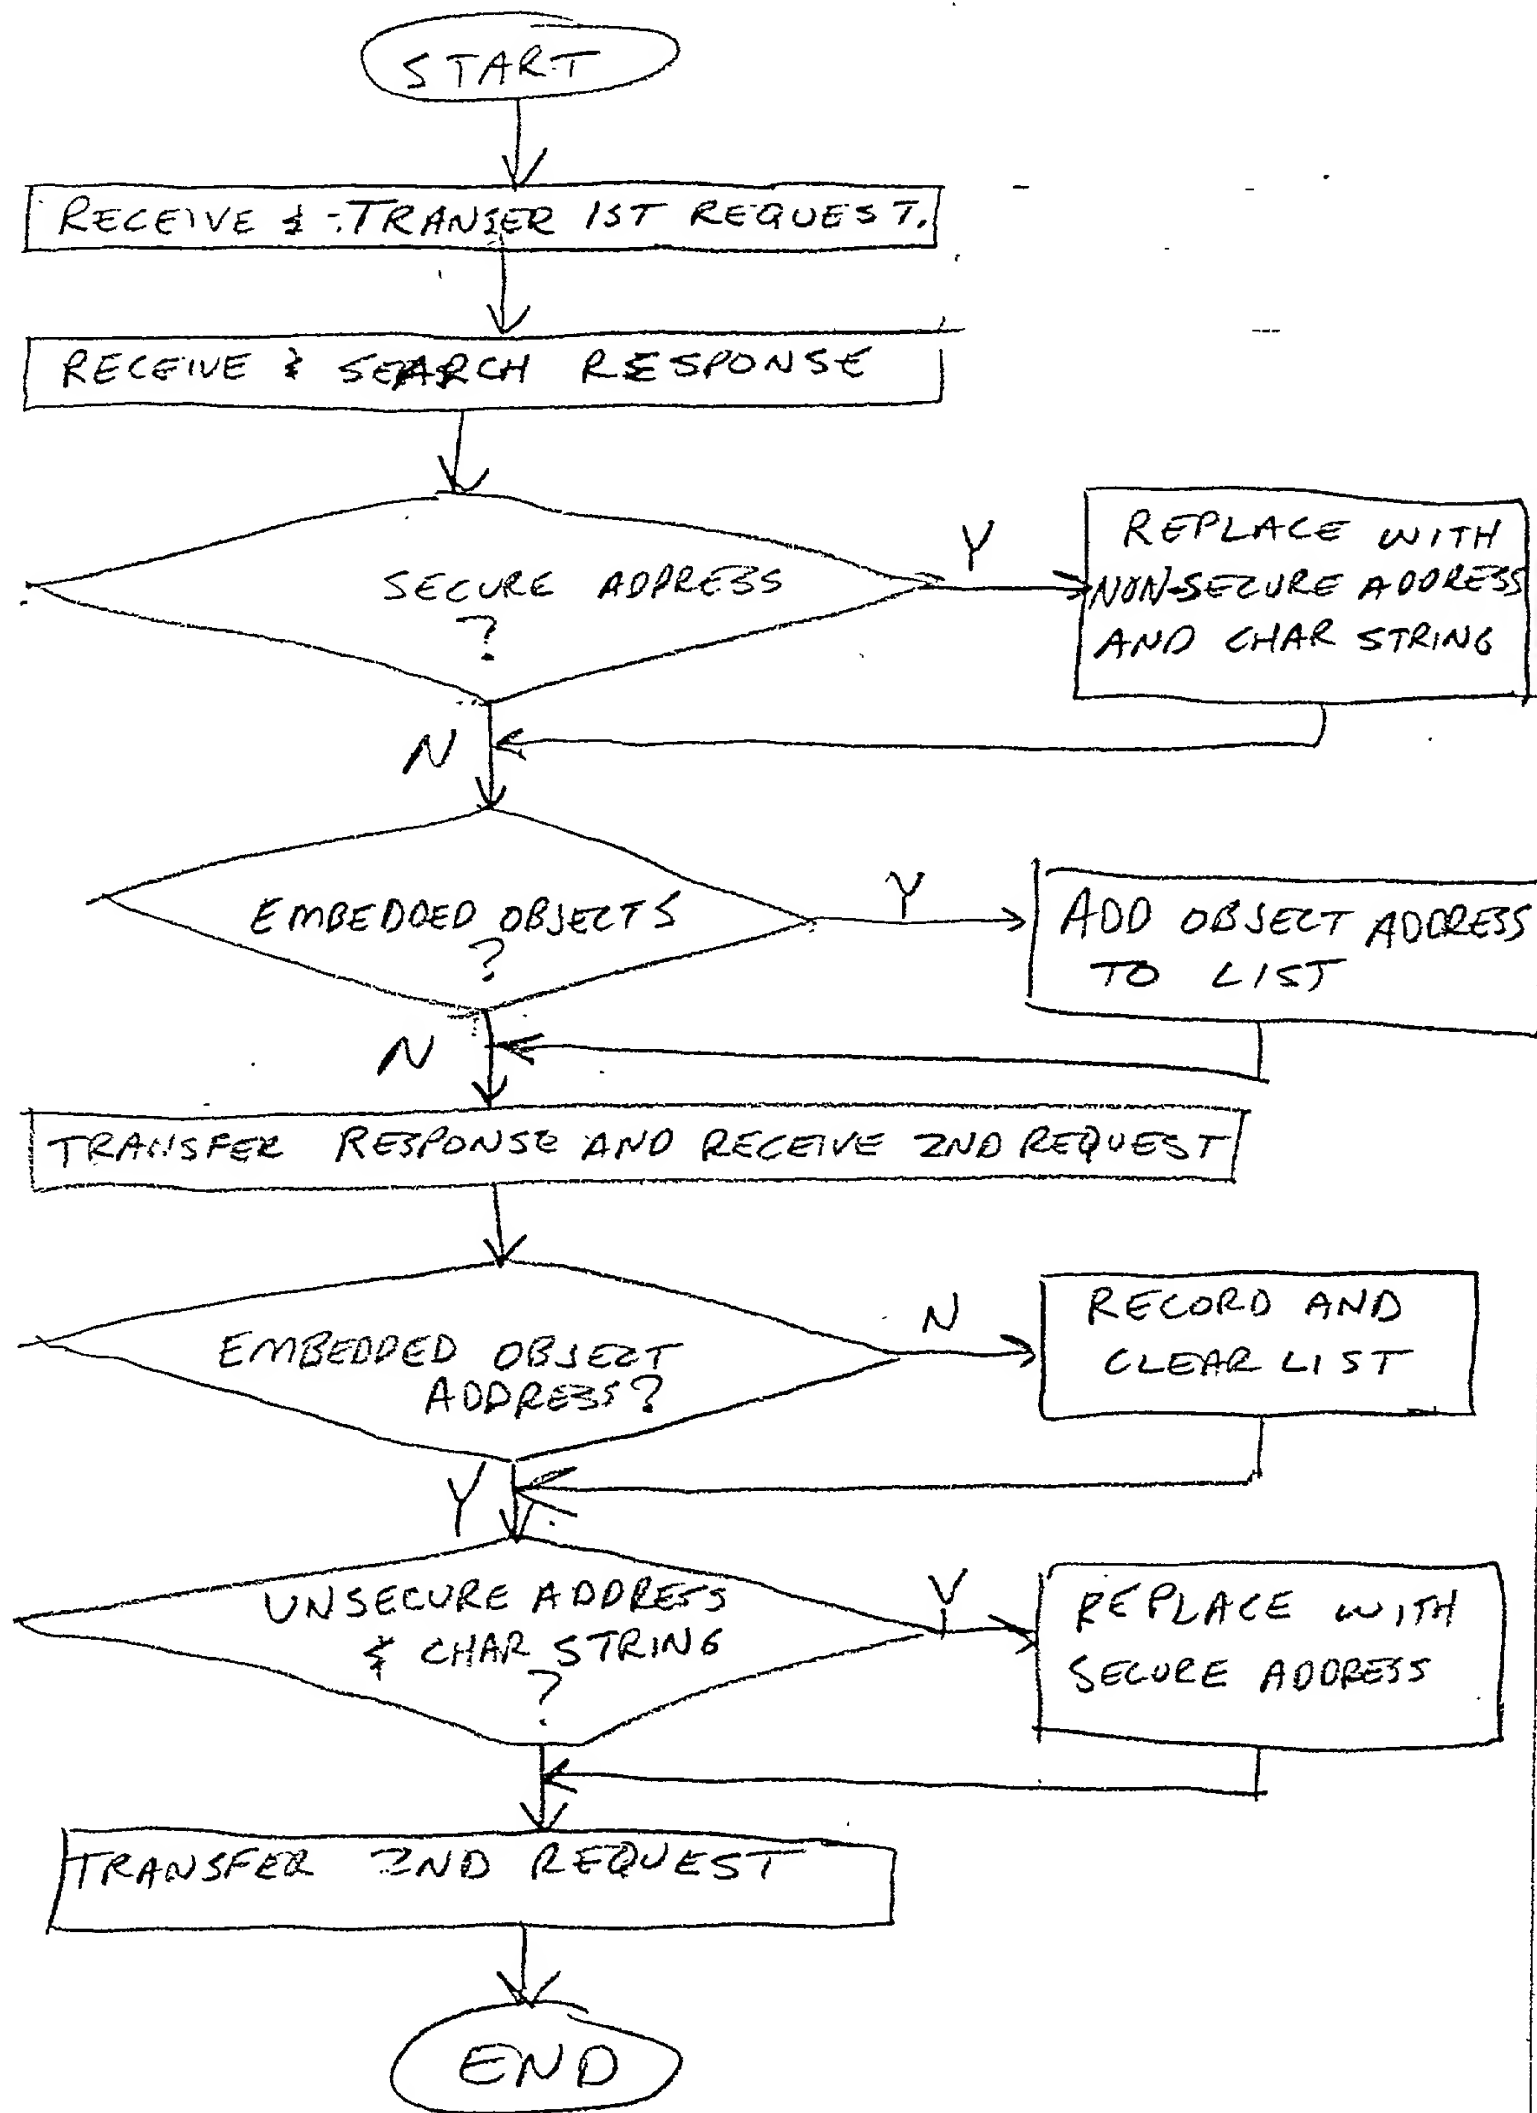 START
RECEIVE & TRANSER 1ST REQUEST.
RECEIVE & SEARCH RESPONSE
SECURE ADDRESS
?
Y
REPLACE WITH
NON-SECURE ADDRESS
AND CHAR STRING
N
EMBEDDED OBJECTS
?
Y
ADD OBJECT ADDRESS
TO LIST
N
TRANSFER RESPONSE AND RECEIVE 2ND REQUEST
EMBEDDED OBJECT
ADDRESS?
N
RECORD AND
CLEAR LIST
Y
UNSECURE ADDRESS
& CHAR STRING
?
Y
REPLACE WITH
SECURE ADDRESS
TRANSFER 2ND REQUEST
END